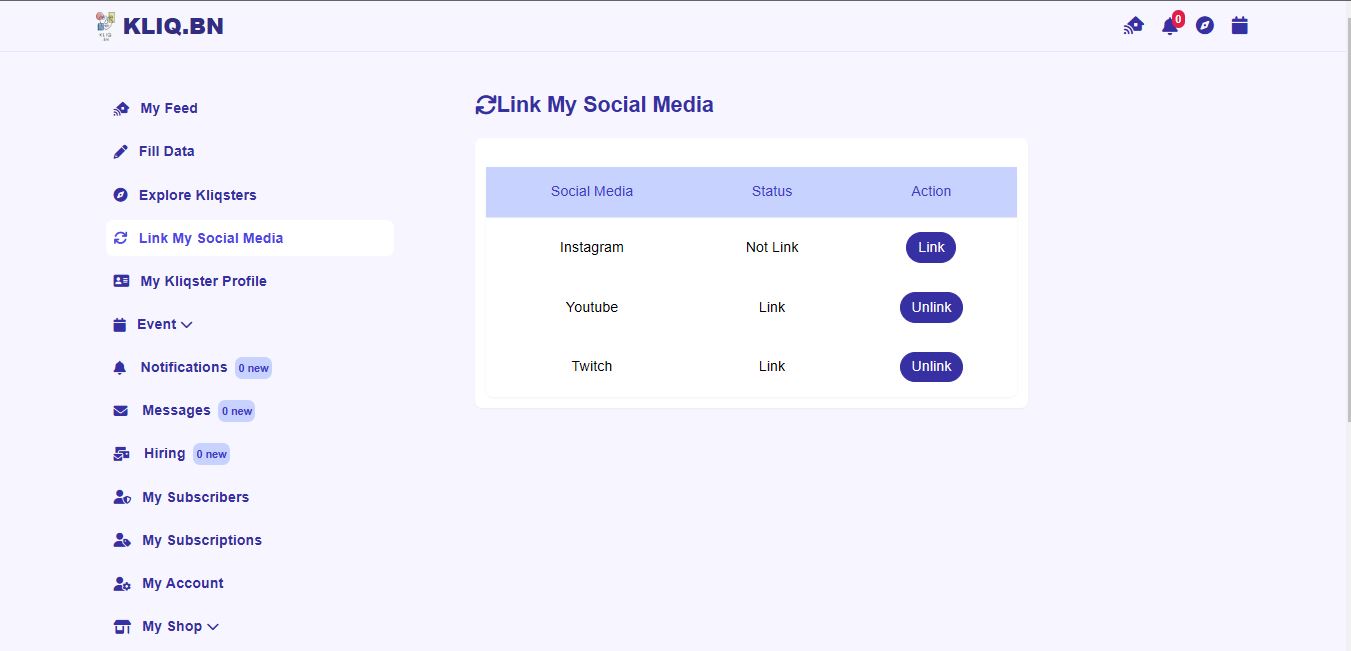 KLIQ.BN
0
My Feed
Fill Data
Explore Kliqsters
Link My Social Media
My Kliqster Profile
Event
Notifications 0 new
Messages 0 new
Hiring 0 new
My Subscribers
My Subscriptions
My Account
My Shop
Link My Social Media
Social Media Status Action
Instagram Not Link Link
Youtube Link Unlink
Twitch Link Unlink